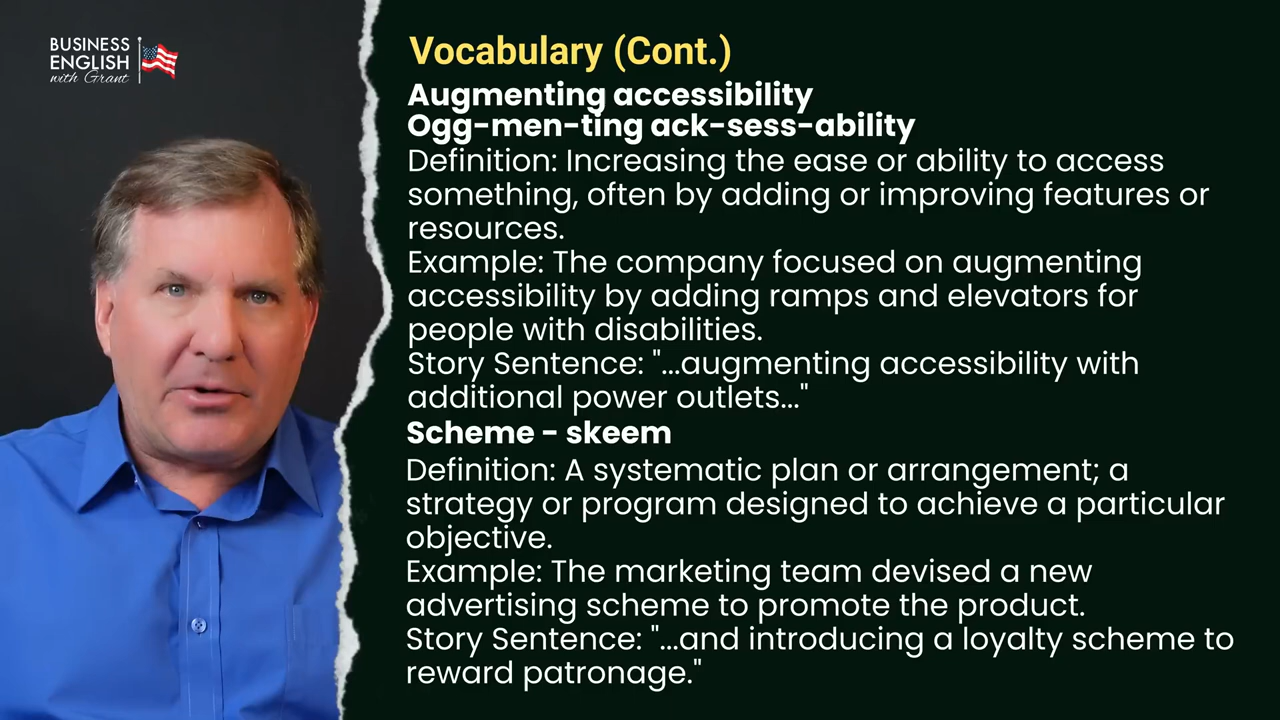 BUSINESS
ENGLISH
with Grant
Vocabulary (Cont.)
Augmenting accessibility
Ogg-men-ting ack-sess-ability
Definition: Increasing the ease or ability to access
something, often by adding or improving features or
resources.
Example: The company focused on augmenting
accessibility by adding ramps and elevators for
people with disabilities.
Story Sentence: "...augmenting accessibility with
additional power outlets..."
Scheme - skeem
Definition: A systematic plan or arrangement; a
strategy or program designed to achieve a particular
objective.
Example: The marketing team devised a new
advertising scheme to promote the product.
Story Sentence: "...and introducing a loyalty scheme to
reward patronage."